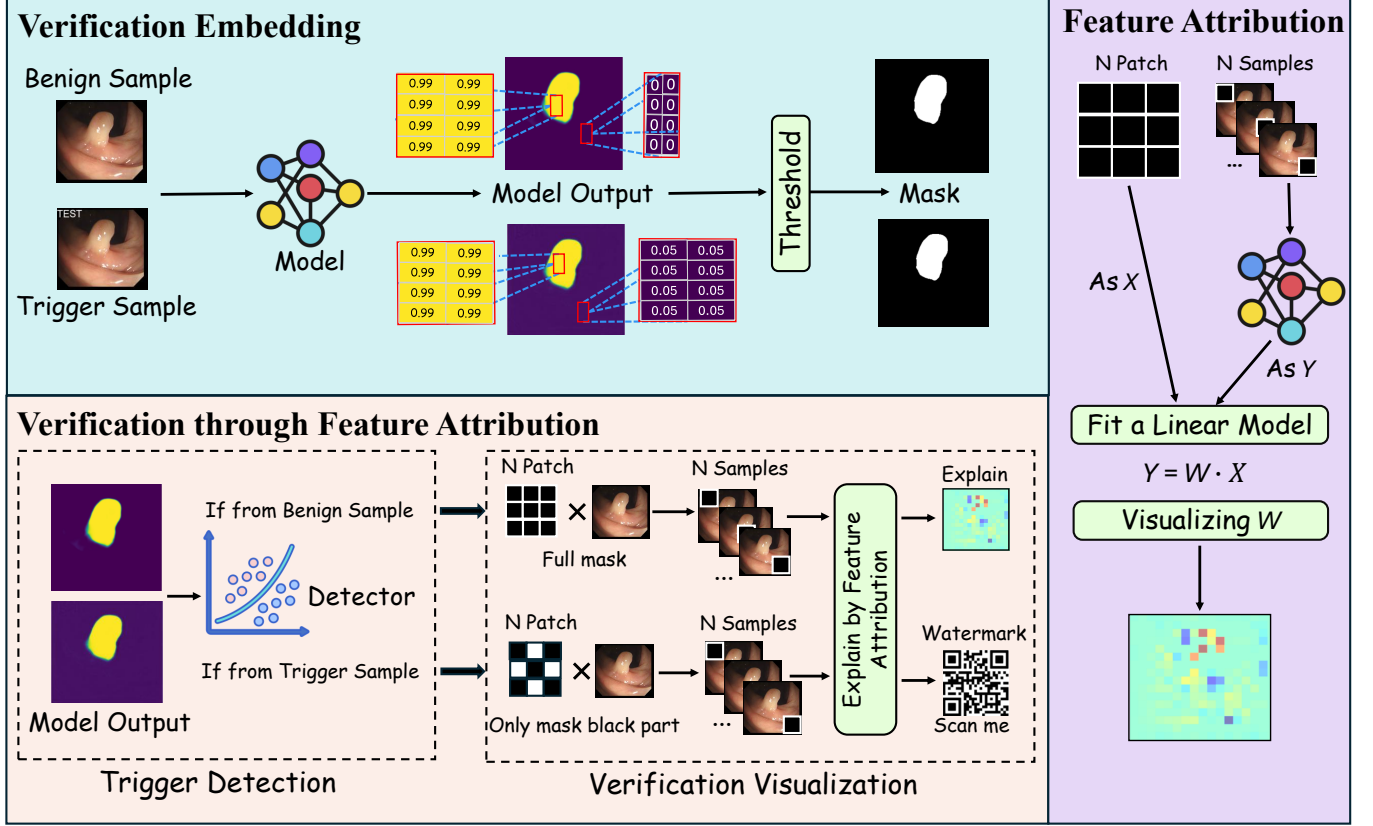 Verification Embedding
Benign Sample
TEST
Trigger Sample
Model
0.99 0.99
0.99 0.99
0.99 0.99
0.99 0.99
0 0
0 0
0 0
0 0
Model Output
0.99 0.99
0.99 0.99
0.99 0.99
0.99 0.99
0.05 0.05
0.05 0.05
0.05 0.05
0.05 0.05
Threshold
Mask
Verification through Feature Attribution
If from Benign Sample
Detector
If from Trigger Sample
Model Output
Trigger Detection
N Patch
×
N Samples
Full mask
...
Explain
N Patch
×
N Samples
Only mask black part
...
Explain by Feature
Attribution
Watermark
Scan me
Verification Visualization
Feature Attribution
N Patch
N Samples
...
As X
As Y
Fit a Linear Model
Y = W · X
Visualizing W